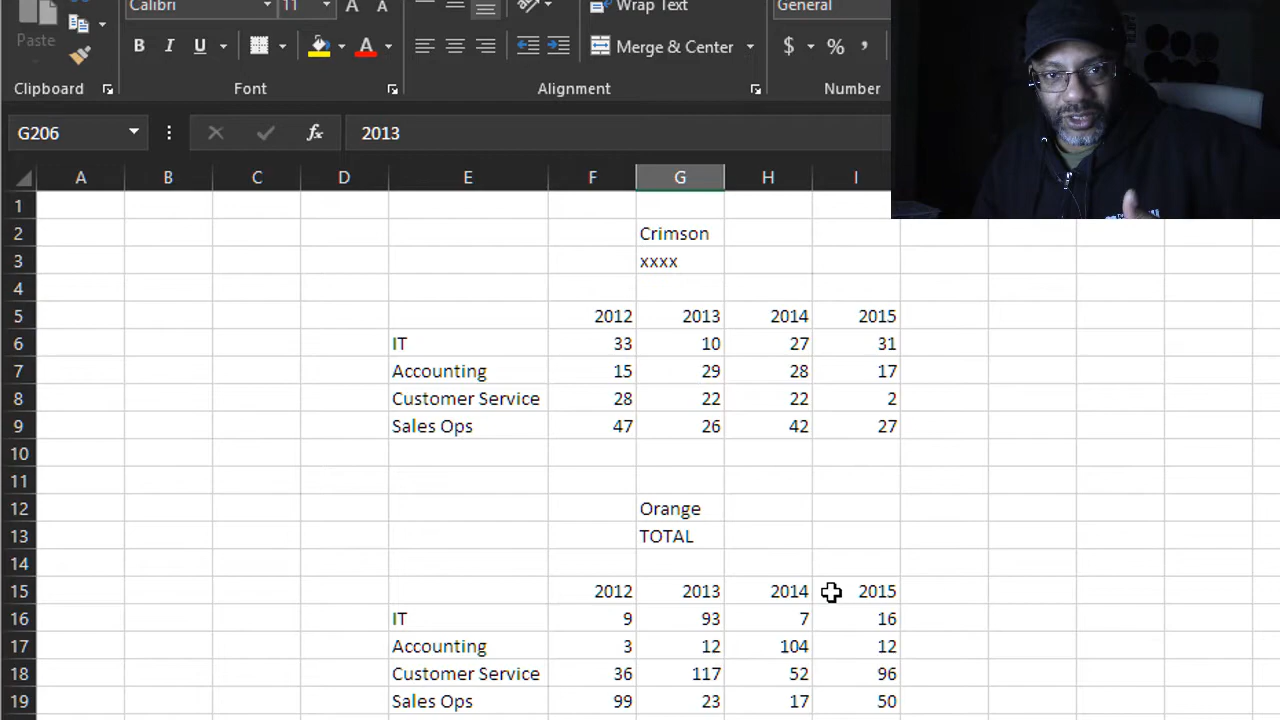 Calibri 11 A A Wrap Text General
Paste B I U A Merge & Center $ % ,
Clipboard Font Alignment Number
G206 fx 2013
A B C D E F G H I
1
2 Crimson
3 xxxx
4
5 2012 2013 2014 2015
6 IT 33 10 27 31
7 Accounting 15 29 28 17
8 Customer Service 28 22 22 2
9 Sales Ops 47 26 42 27
10
11
12 Orange
13 TOTAL
14
15 2012 2013 2014 2015
16 IT 9 93 7 16
17 Accounting 3 12 104 12
18 Customer Service 36 117 52 96
19 Sales Ops 99 23 17 50